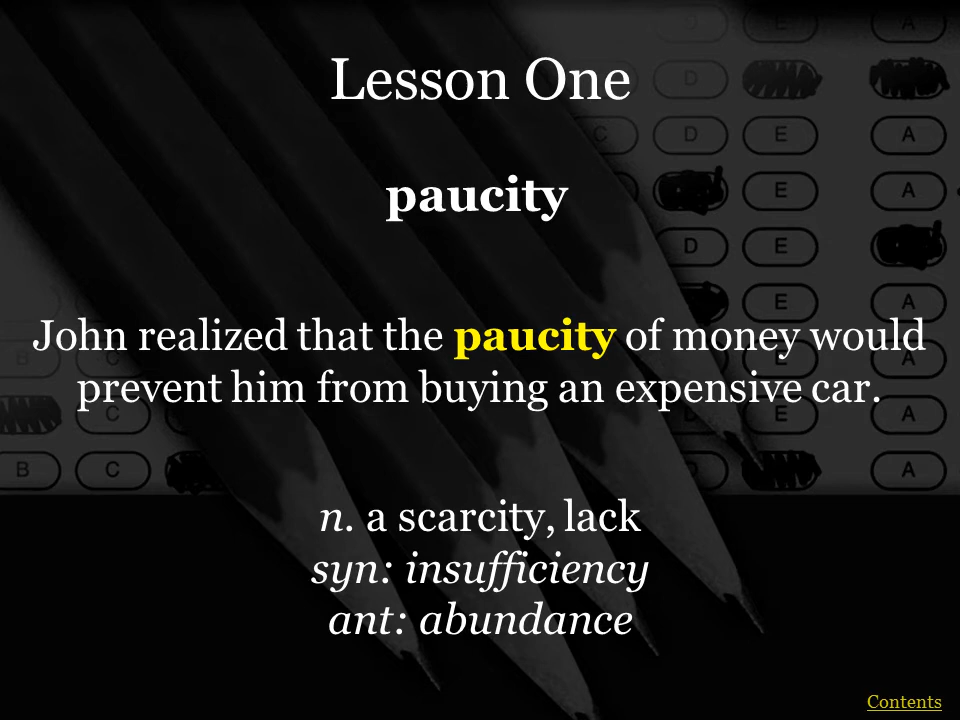 Lesson One
paucity
John realized that the paucity of money would
prevent him from buying an expensive car.
n. a scarcity, lack
syn: insufficiency
ant: abundance
Contents